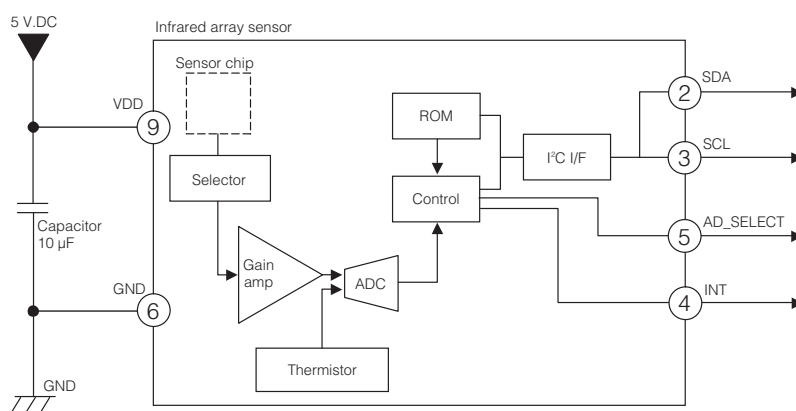 5 V.DC
Infrared array sensor
Sensor chip
VDD
9
Selector
Capacitor
10 µF
GND
6
GND
Gain
amp
ADC
Thermistor
ROM
Control
I²C I/F
2
SDA
3
SCL
5
AD_SELECT
4
INT